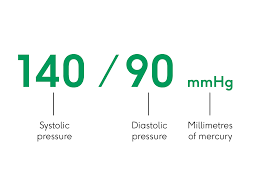 140 / 90 mmHg
Systolic Diastolic Millimetres
pressure pressure of mercury